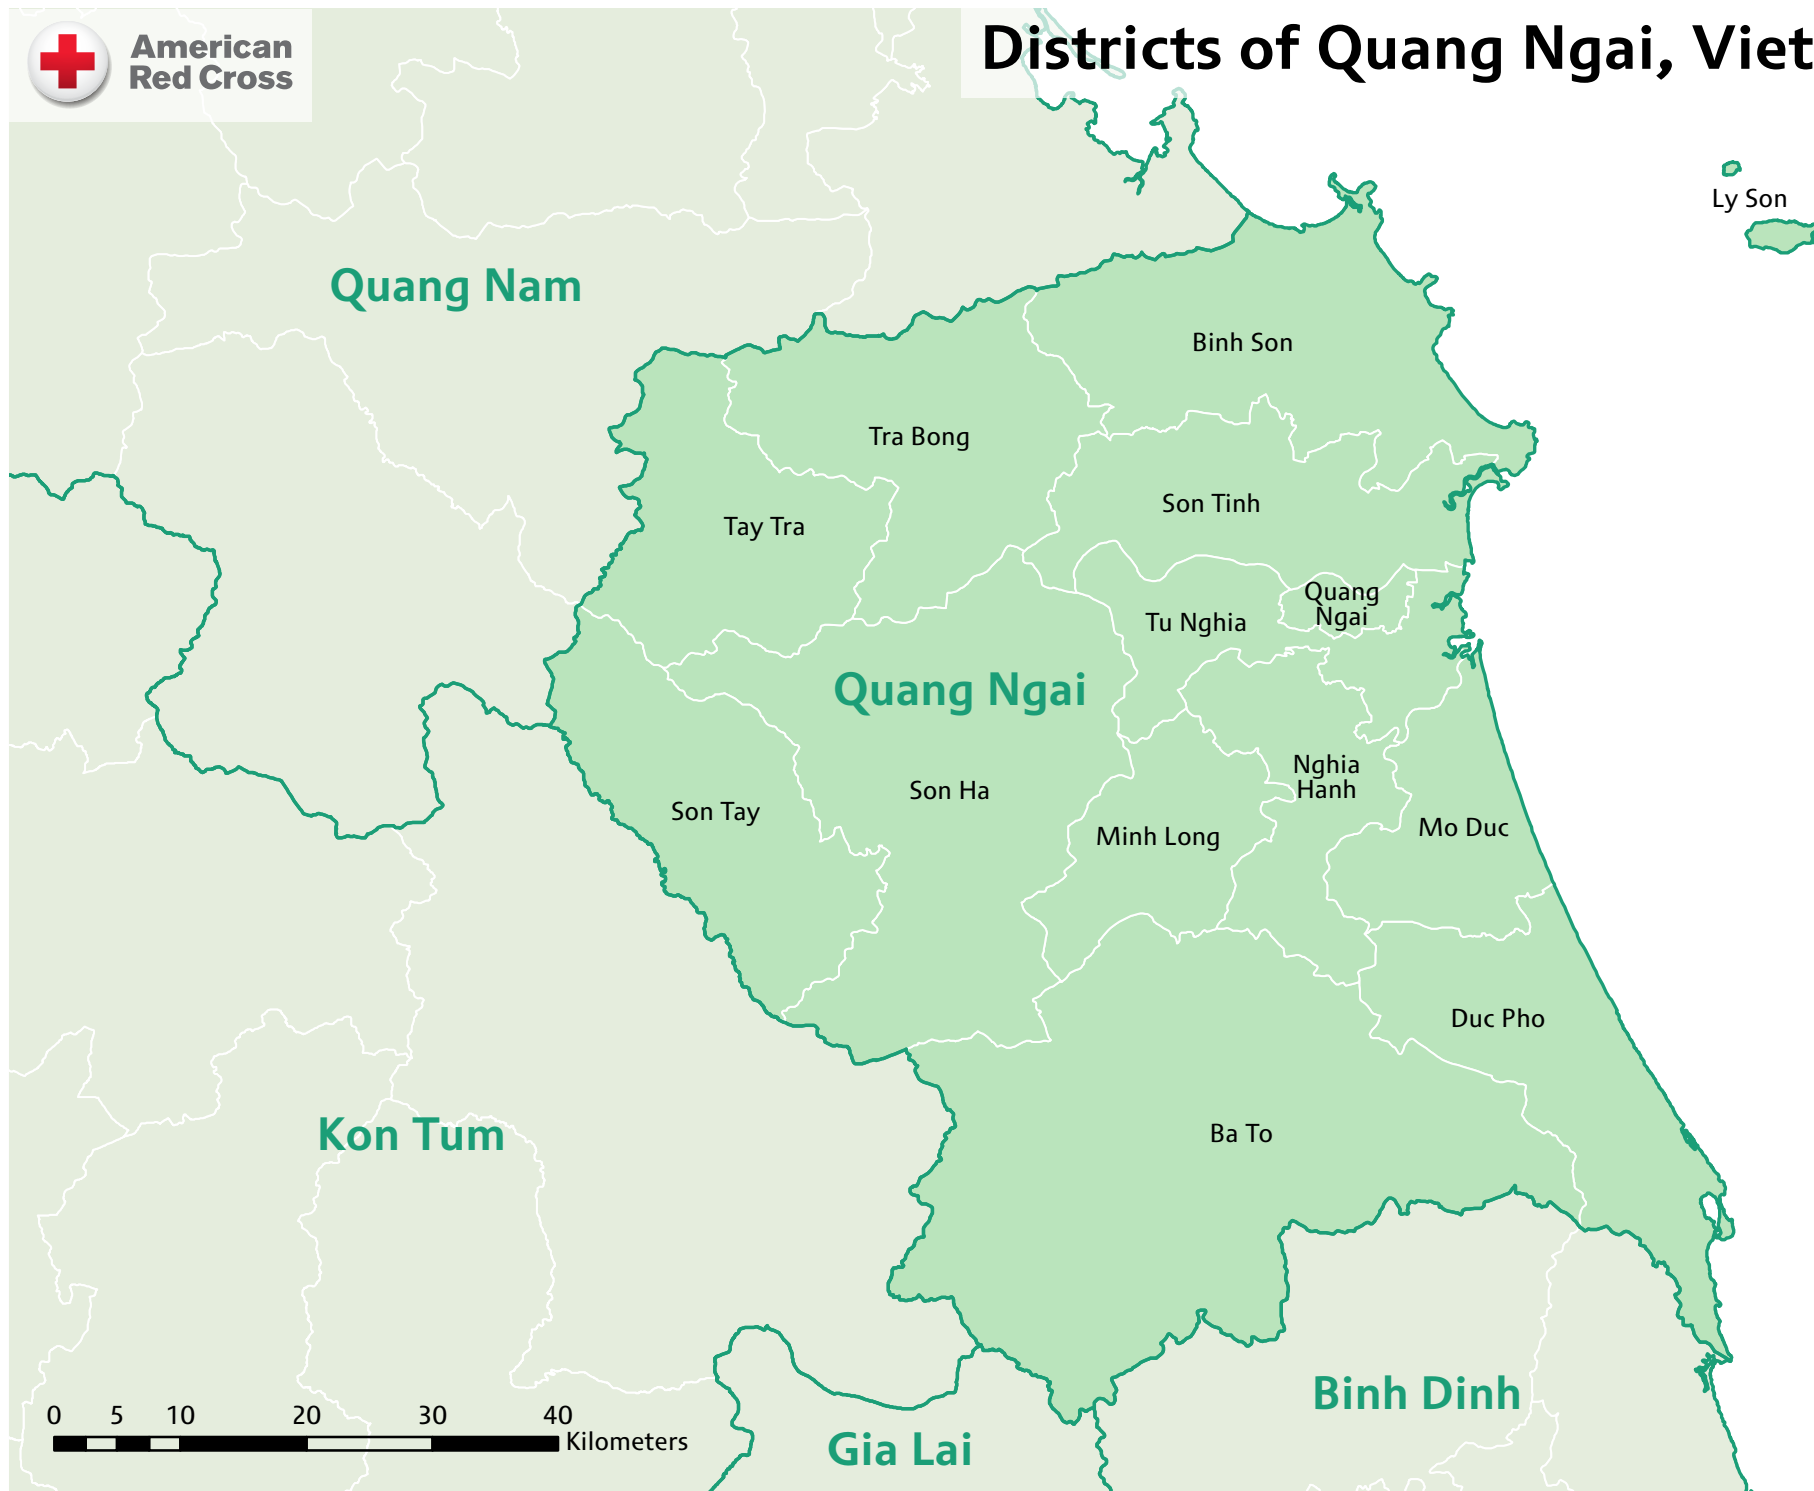 American
Red Cross
Districts of Quang Ngai, Viet
Ly Son
Quang Nam
Binh Son
Tra Bong
Son Tinh
Tay Tra
Quang
Ngai
Tu Nghia
Quang Ngai
Nghia
Hanh
Son Ha
Son Tay
Mo Duc
Minh Long
Duc Pho
Kon Tum
Ba To
Binh Dinh
0 5 10 20 30 40
Kilometers
Gia Lai